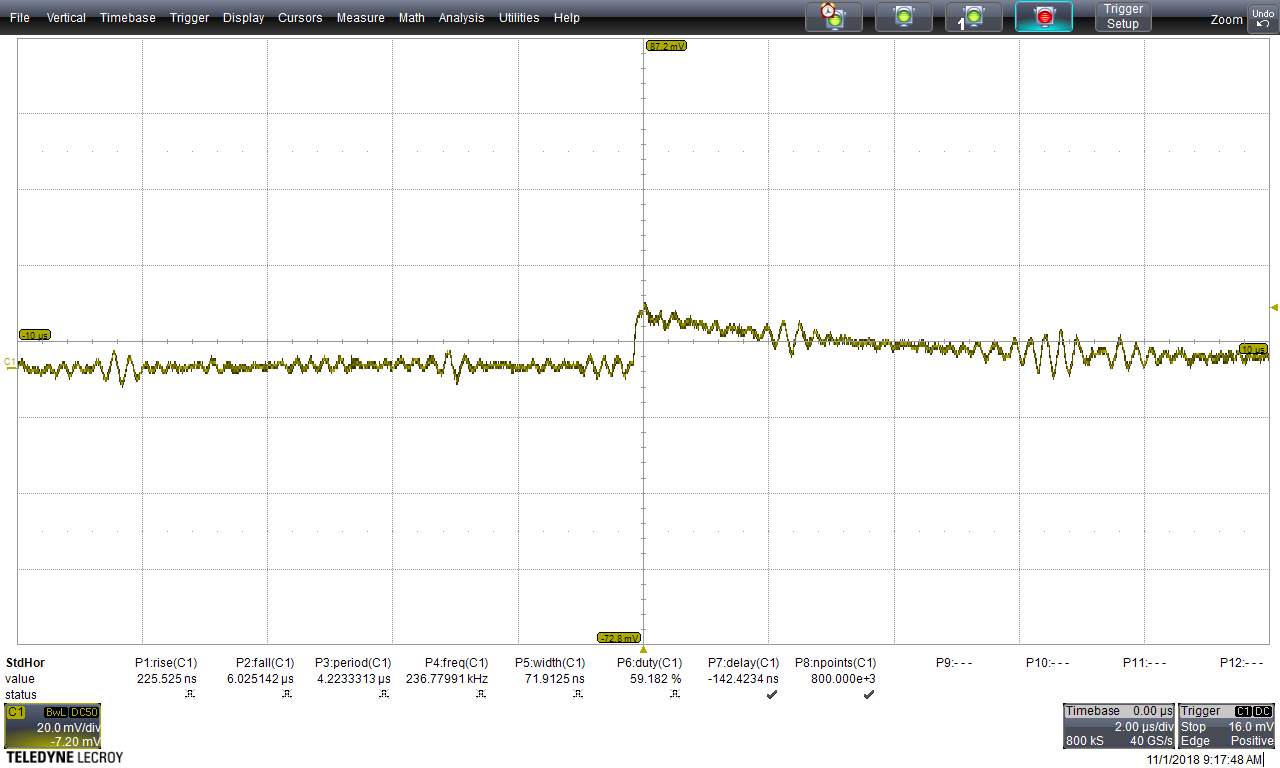 File Vertical Timebase Trigger Display Cursors Measure Math Analysis Utilities Help
1
Trigger
Setup
Zoom
Undo
87.2 mV
-10 µs
C1
10 µs
-72.8 mV
StdHor P1:rise(C1) P2:fall(C1) P3:period(C1) P4:freq(C1) P5:width(C1) P6:duty(C1) P7:delay(C1) P8:npoints(C1) P9:--- P10:--- P11:--- P12:---
value 225.525 ns 6.025142 µs 4.2233313 µs 236.77991 kHz 71.9125 ns 59.182 % -142.4234 ns 800.000e+3
status
C1 BwL DC50
20.0 mV/div
-7.20 mV
TELEDYNE LECROY
Timebase 0.00 µs
2.00 µs/div
800 kS 40 GS/s
Trigger C1 DC
Stop 16.0 mV
Edge Positive
11/1/2018 9:17:48 AM